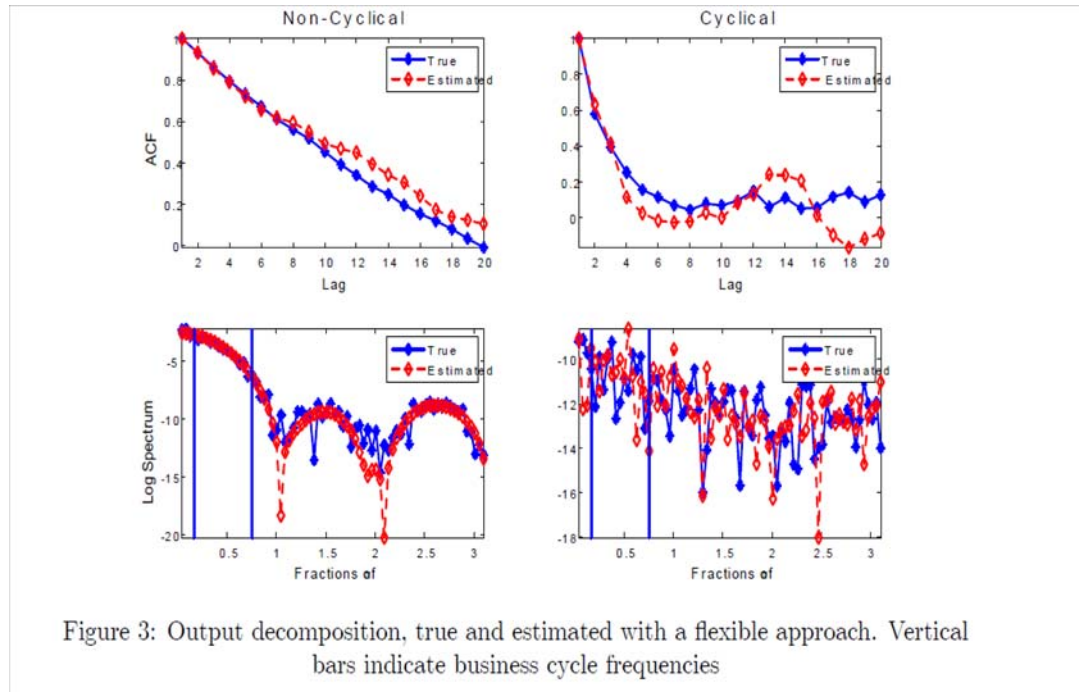 Non-Cyclical
Cyclical
1
0.8
0.6
0.4
0.2
0
ACF
True
Estimated
2 4 6 8 10 12 14 16 18 20
Lag
1
0.8
0.6
0.4
0.2
0
True
Estimated
2 4 6 8 10 12 14 16 18 20
Lag
-5
-10
-15
-20
Log Spectrum
True
Estimated
0.5 1 1.5 2 2.5 3
Fractions of
-10
-12
-14
-16
-18
True
Estimated
0.5 1 1.5 2 2.5 3
Fractions of
Figure 3: Output decomposition, true and estimated with a flexible approach. Vertical
bars indicate business cycle frequencies